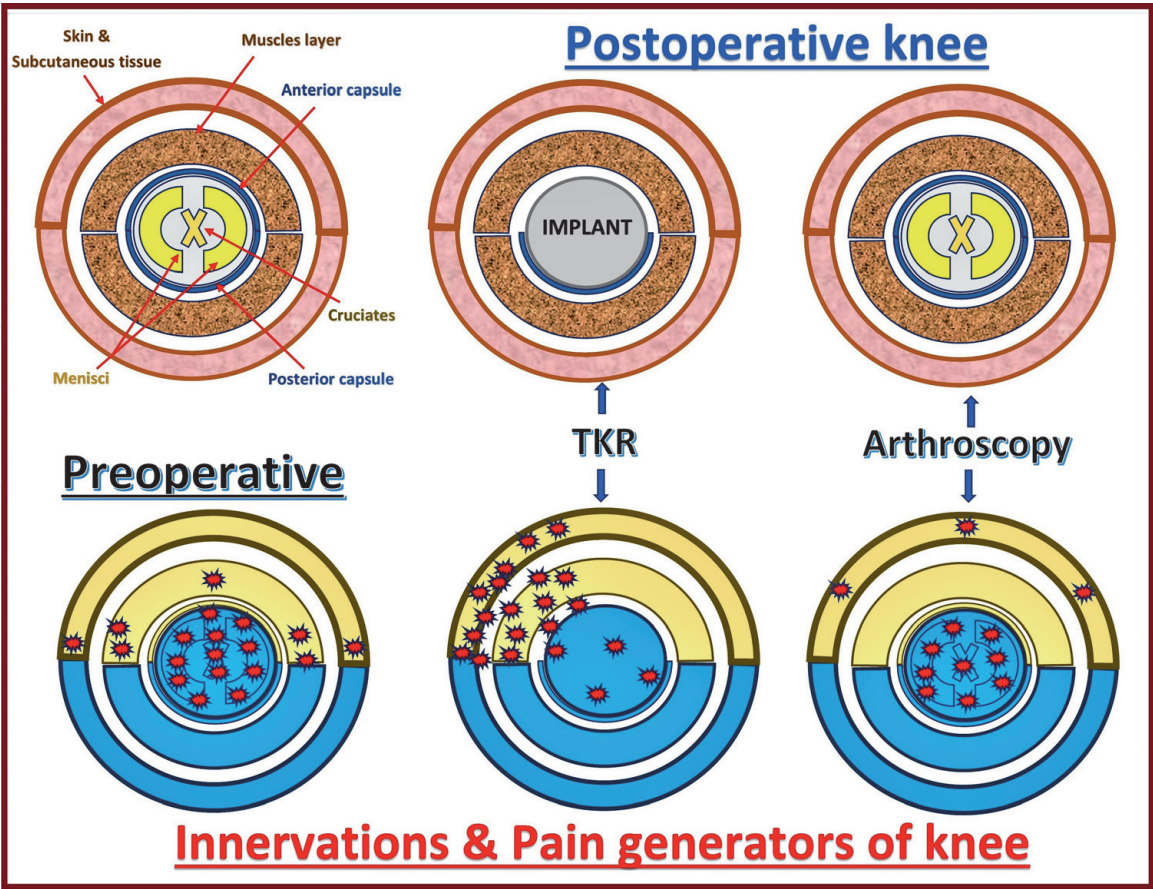 Postoperative knee
Skin &
Subcutaneous tissue
Muscles layer
Anterior capsule
Cruciates
Menisci
Posterior capsule
IMPLANT
TKR
Arthroscopy
Preoperative
Innervations & Pain generators of knee